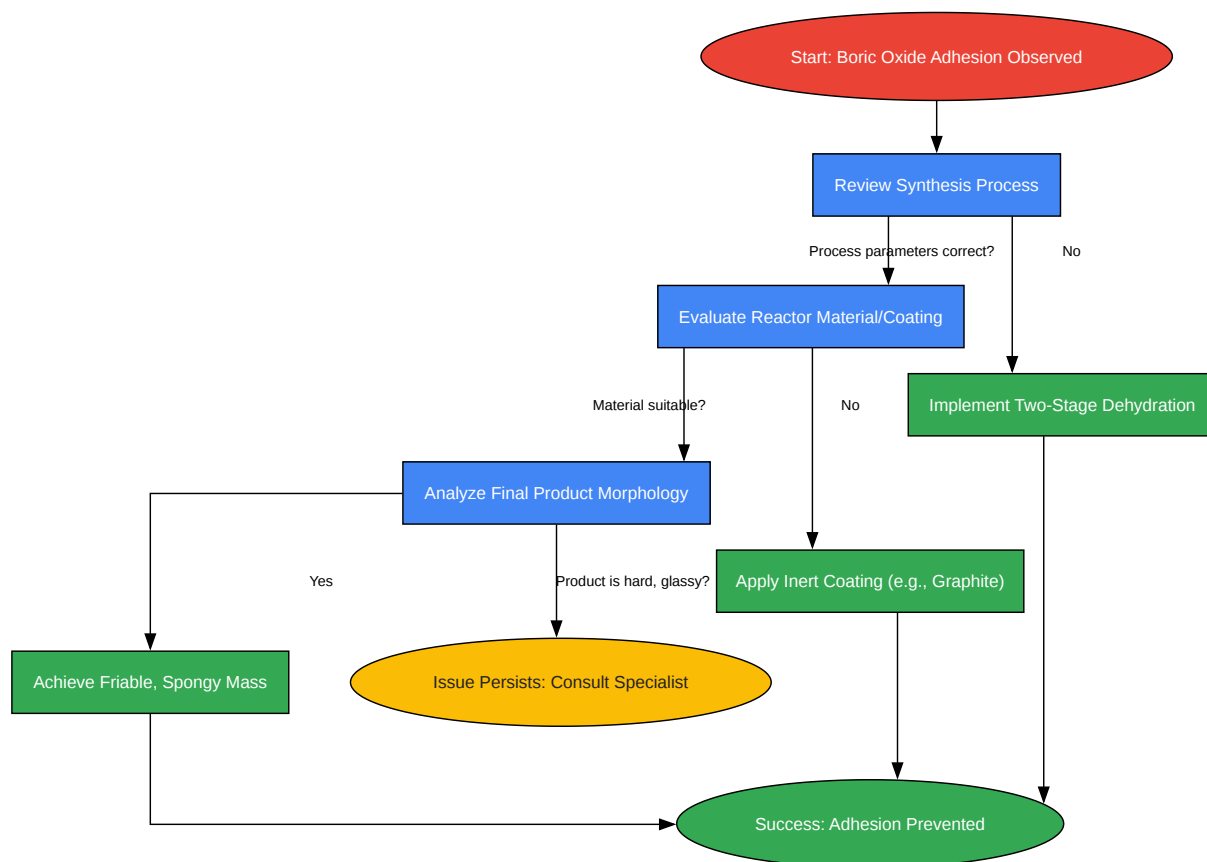 Start: Boric Oxide Adhesion Observed
Review Synthesis Process
Process parameters correct?
No
Evaluate Reactor Material/Coating
Material suitable?
No
Implement Two-Stage Dehydration
Analyze Final Product Morphology
Yes
Product is hard, glassy?
Apply Inert Coating (e.g., Graphite)
Achieve Friable, Spongy Mass
Issue Persists: Consult Specialist
Success: Adhesion Prevented